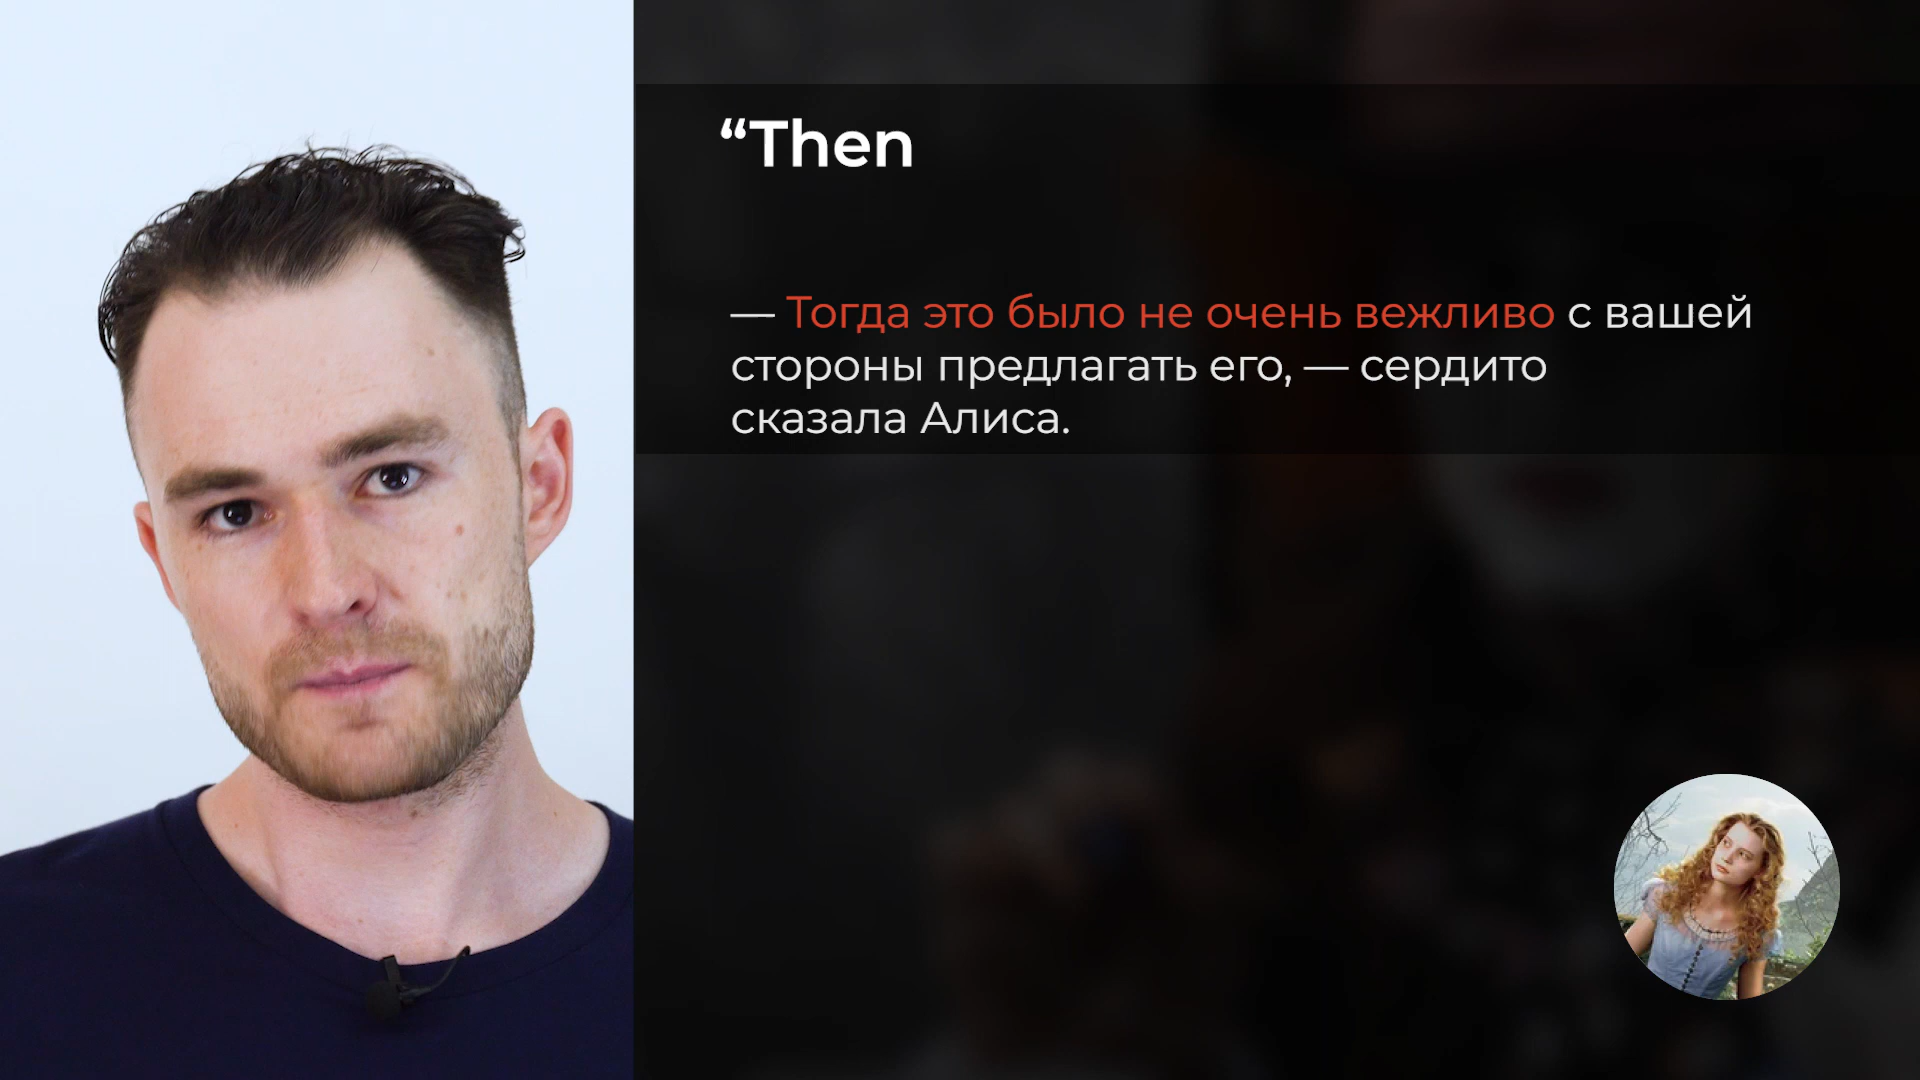 “Then
— Тогда это было не очень вежливо с вашей
стороны предлагать его, — сердито
сказала Алиса.